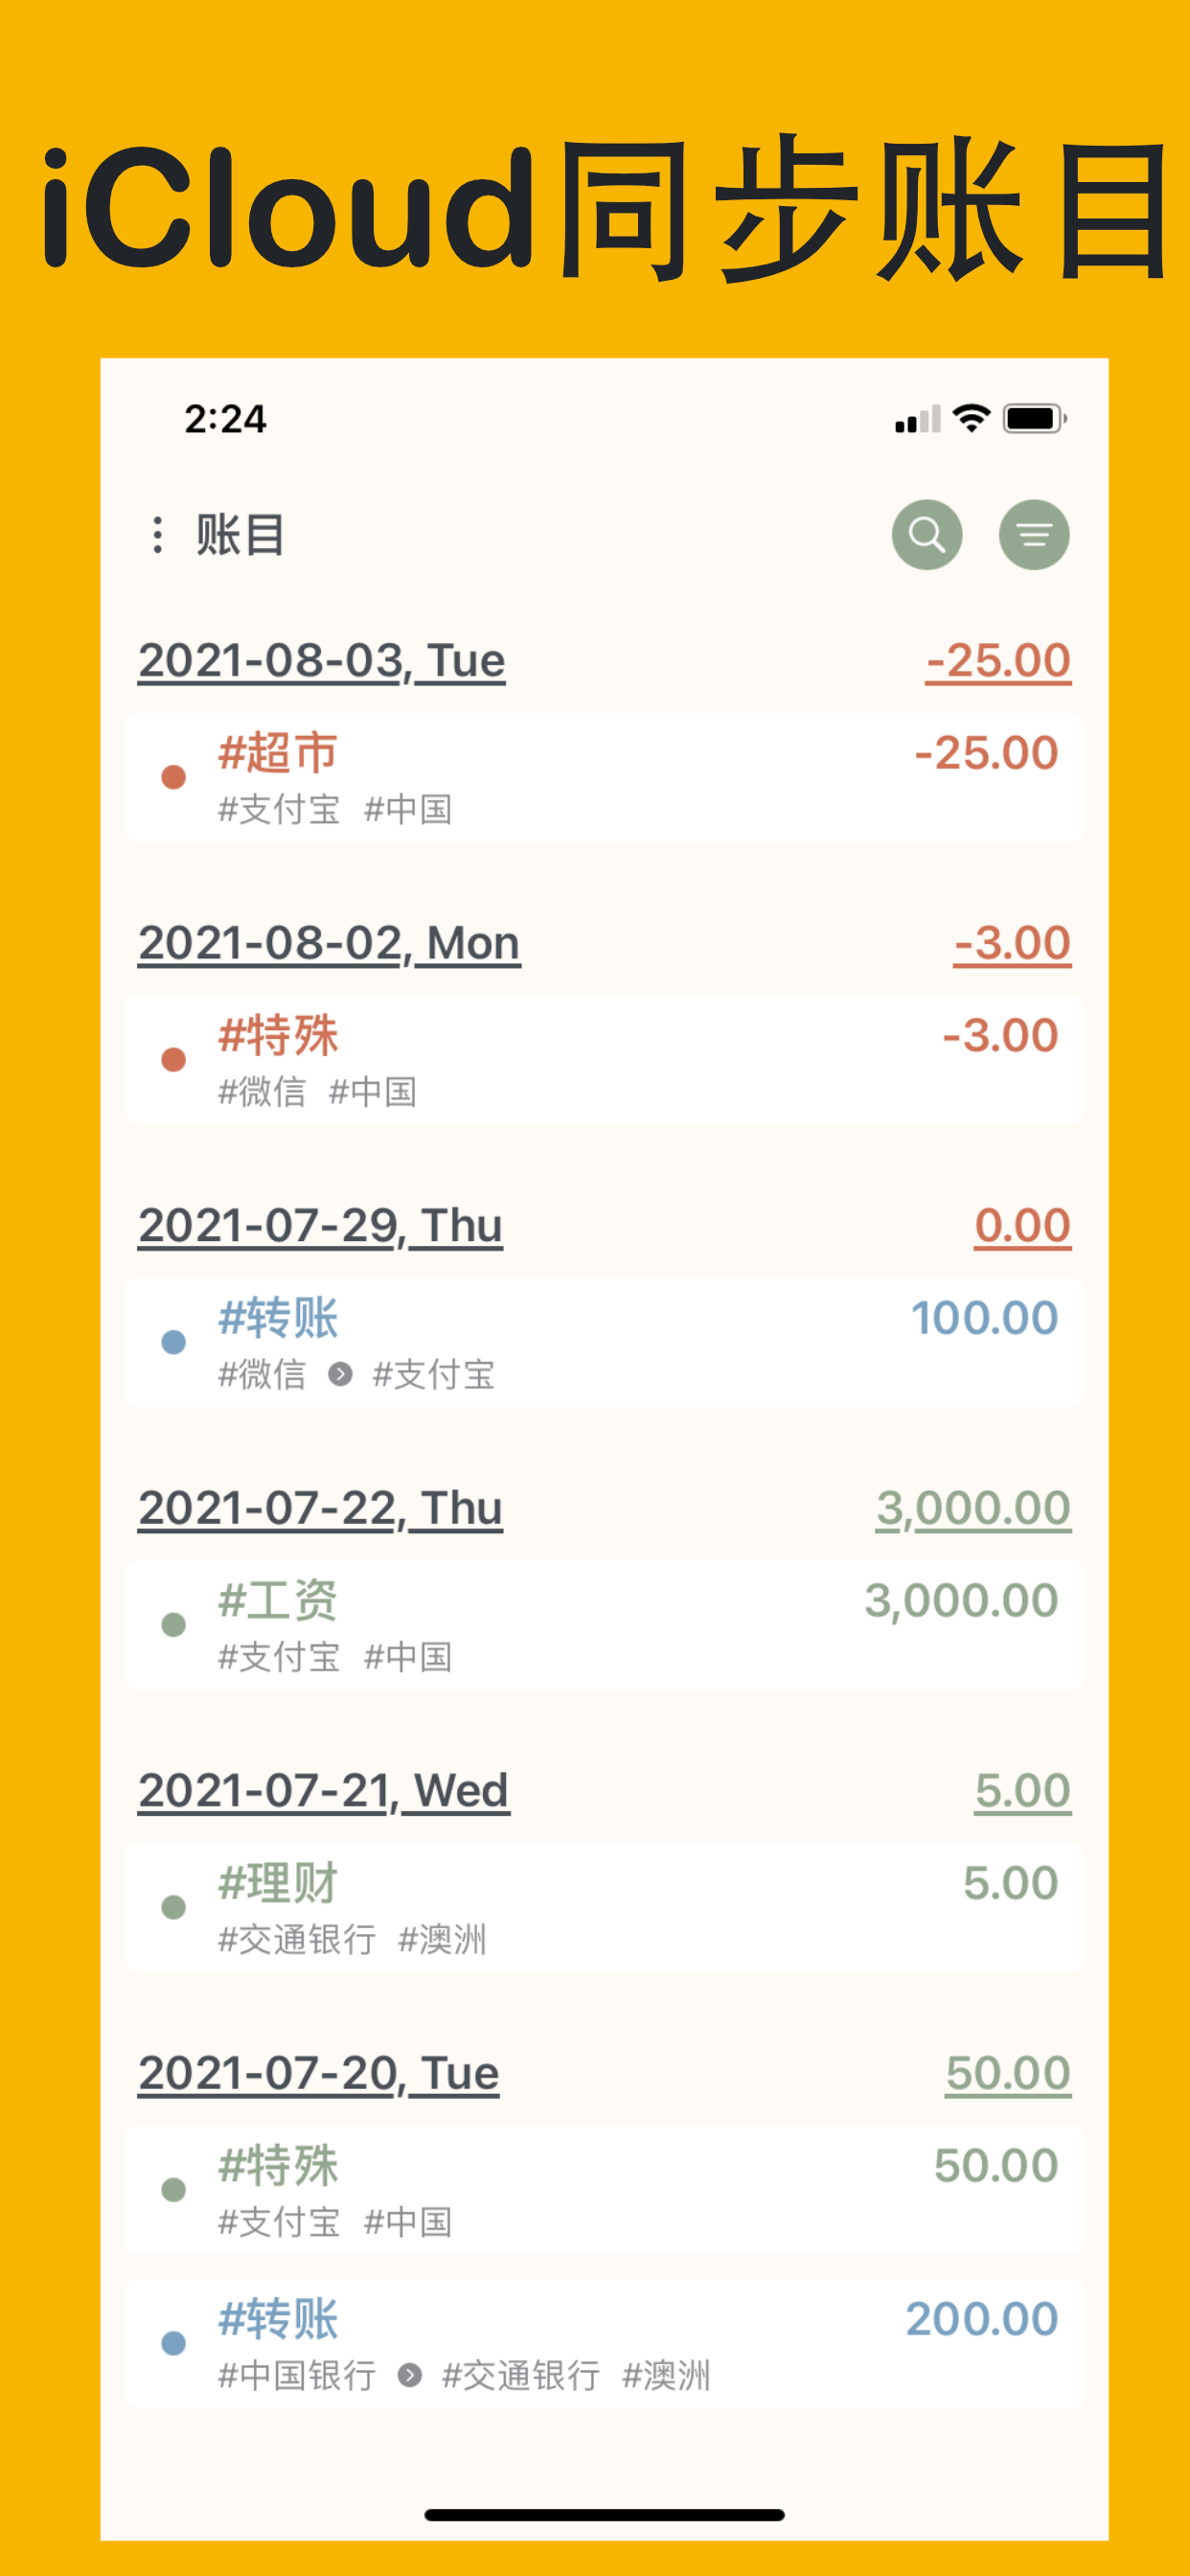 iCloud同步账目
2:24
账目
2021-08-03, Tue -25.00
#超市 -25.00
#支付宝 #中国
2021-08-02, Mon -3.00
#特殊 -3.00
#微信 #中国
2021-07-29, Thu 0.00
#转账 100.00
#微信 #支付宝
2021-07-22, Thu 3,000.00
#工资 3,000.00
#支付宝 #中国
2021-07-21, Wed 5.00
#理财 5.00
#交通银行 #澳洲
2021-07-20, Tue 50.00
#特殊 50.00
#支付宝 #中国
#转账 200.00
#中国银行 #交通银行 #澳洲